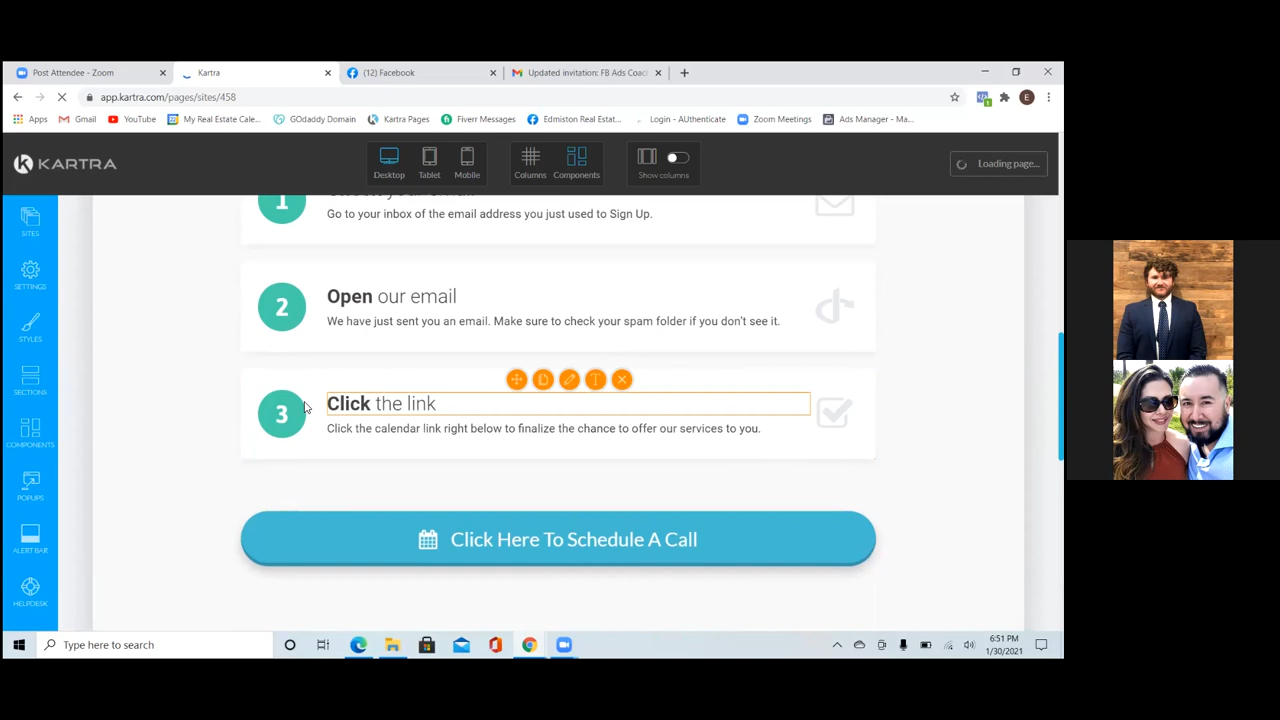 Post Attendee - Zoom
Kartra
(12) Facebook
Updated invitation: FB Ads Coac
app.kartra.com/pages/sites/458
E
Apps
Gmail
YouTube
My Real Estate Cale...
GOdaddy Domain
Kartra Pages
Fiverr Messages
Edmiston Real Estat...
Login - AUthenticate
Zoom Meetings
Ads Manager - Ma...
KARTRA
Desktop
Tablet
Mobile
Columns
Components
Show columns
Loading page...
SITES
SETTINGS
STYLES
SECTIONS
COMPONENTS
POPUPS
ALERT BAR
HELPDESK
1
Go to your inbox of the email address you just used to Sign Up.
2
Open our email
We have just sent you an email. Make sure to check your spam folder if you don't see it.
3
Click the link
Click the calendar link right below to finalize the chance to offer our services to you.
Click Here To Schedule A Call
Type here to search
6:51 PM
1/30/2021